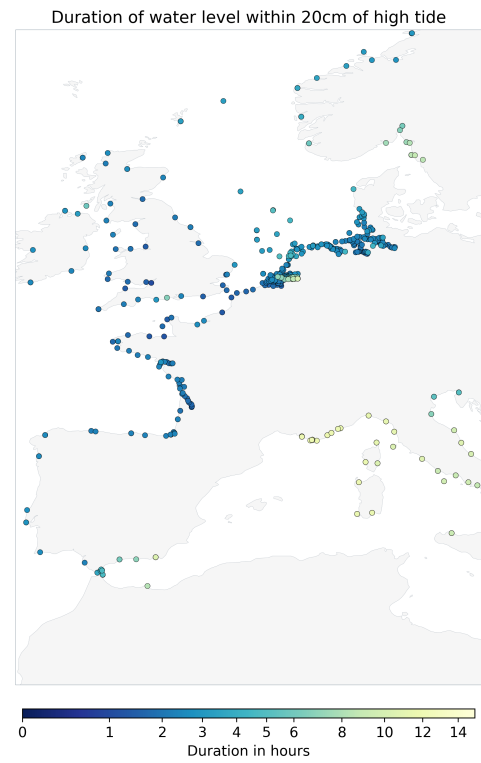 Duration of water level within 20cm of high tide
0 1 2 3 4 5 6 8 10 12 14
Duration in hours